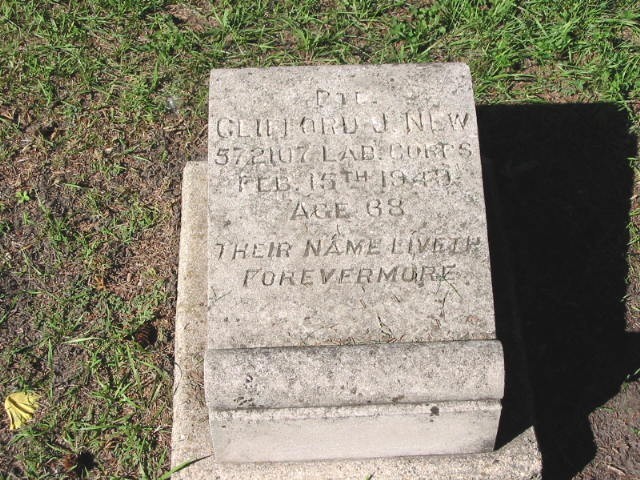 PTE.
CLIFFORD J. NEW
572107 LAB. CORPS
FEB. 15TH 1949
AGE 68
THEIR NAME LIVETH
FOREVERMORE